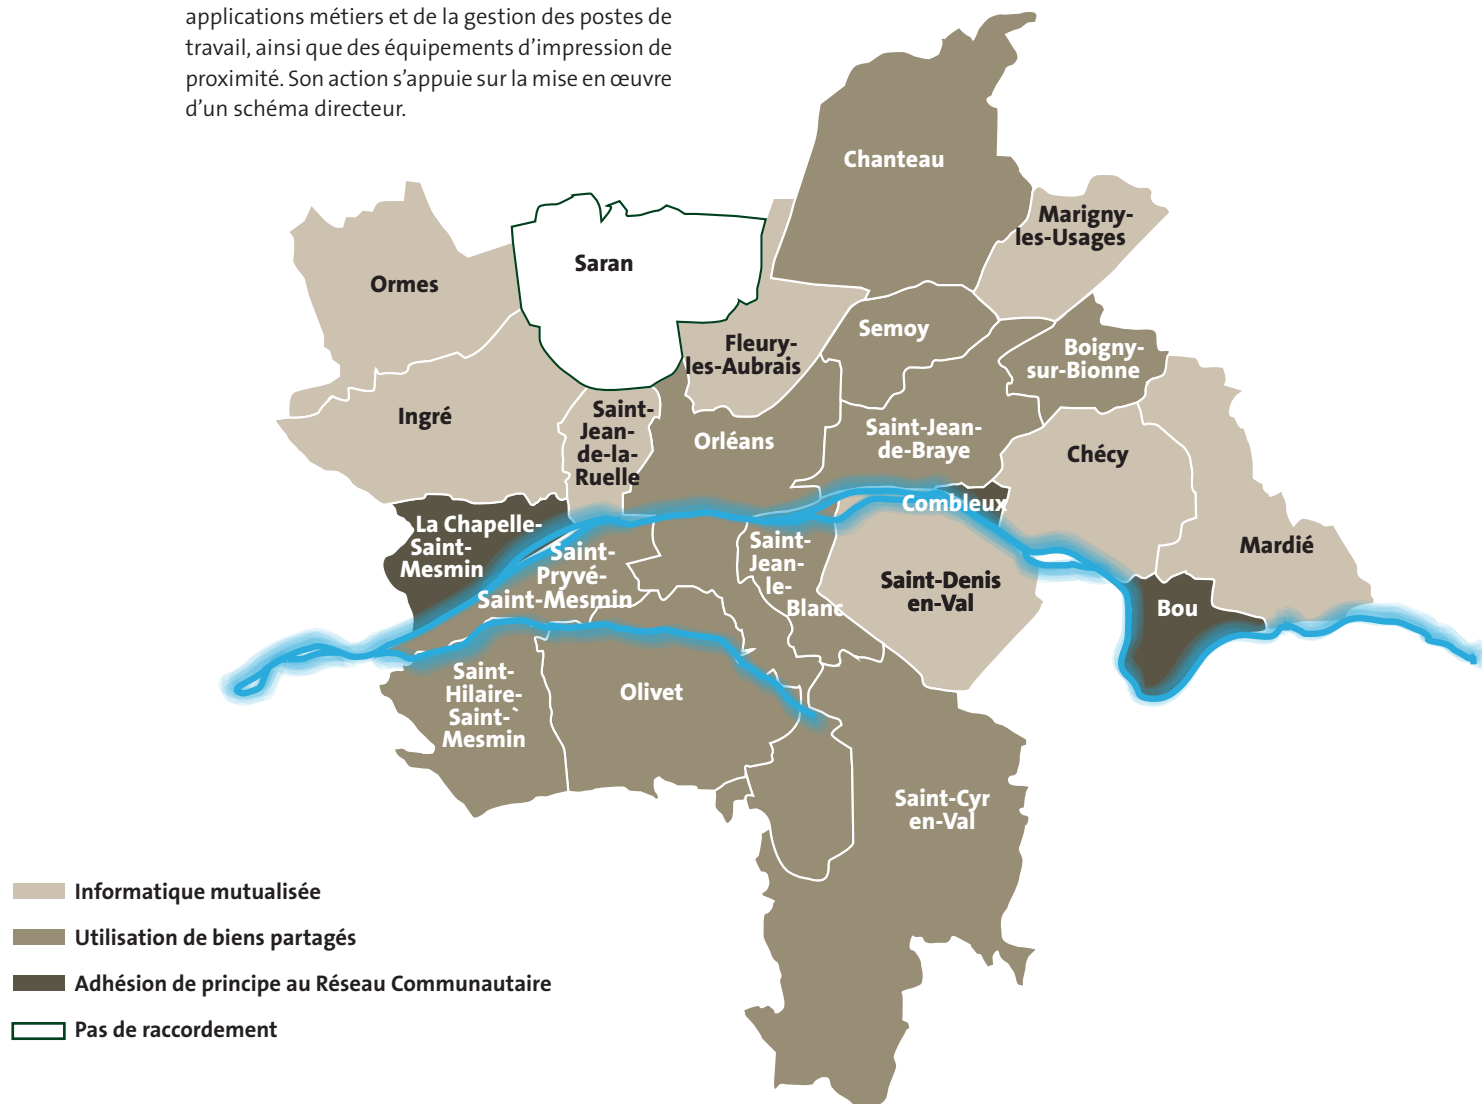 applications métiers et de la gestion des postes de
travail, ainsi que des équipements d'impression de
proximité. Son action s'appuie sur la mise en œuvre
d'un schéma directeur.
Chanteau
Marigny-
les-Usages
Saran
Ormes
Semoy
Fleury-
les-Aubrais
Boigny-
sur-Bionne
Ingré
Saint-
Jean-
de-la-
Ruelle
Orléans
Saint-Jean-
de-Braye
Chécy
Combleux
La Chapelle-
Saint-
Mesmin
Saint-
Pryvé-
Saint-Mesmin
Saint-
Jean-
le-
Blanc
Saint-Denis
en-Val
Mardié
Bou
Saint-
Hilaire-
Saint-`
Mesmin
Olivet
Saint-Cyr
en-Val
Informatique mutualisée
Utilisation de biens partagés
Adhésion de principe au Réseau Communautaire
Pas de raccordement